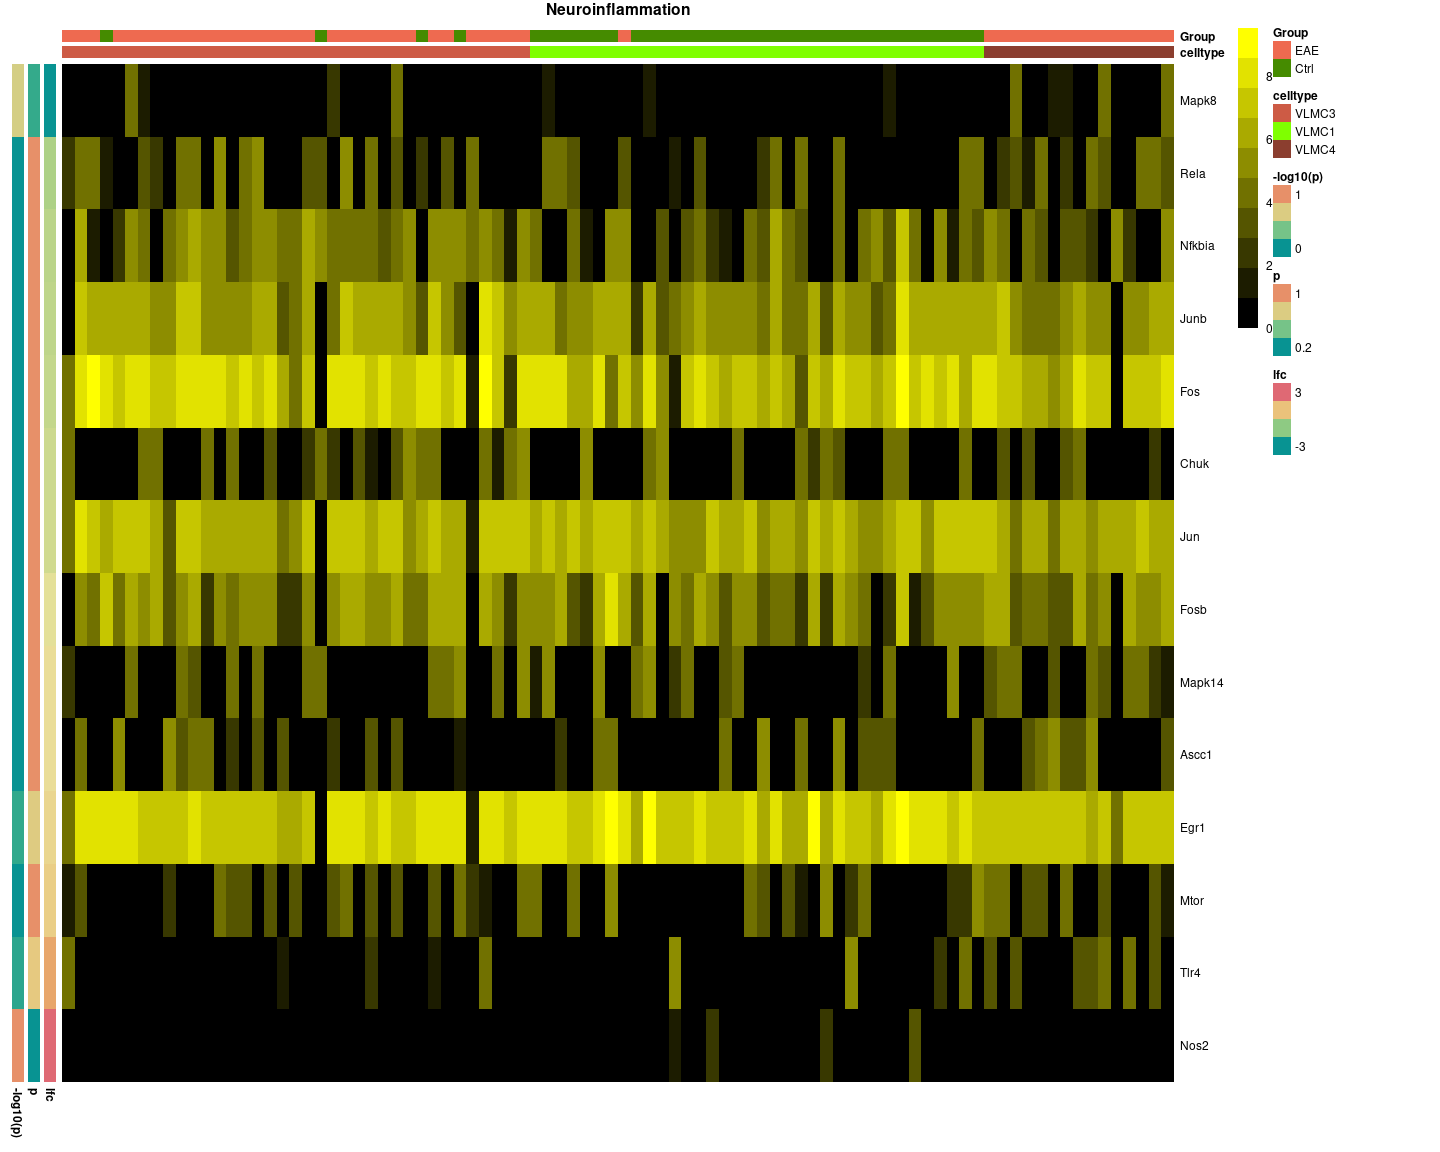 Neuroinflammation
Group
celltype
Mapk8
Rela
Nfkbia
Junb
Fos
Chuk
Jun
Fosb
Mapk14
Ascc1
Egr1
Mtor
Tlr4
Nos2
-log10(p)
p
lfc
8
6
4
2
0
Group
EAE
Ctrl
celltype
VLMC3
VLMC1
VLMC4
-log10(p)
1
0
p
1
0.2
lfc
3
-3